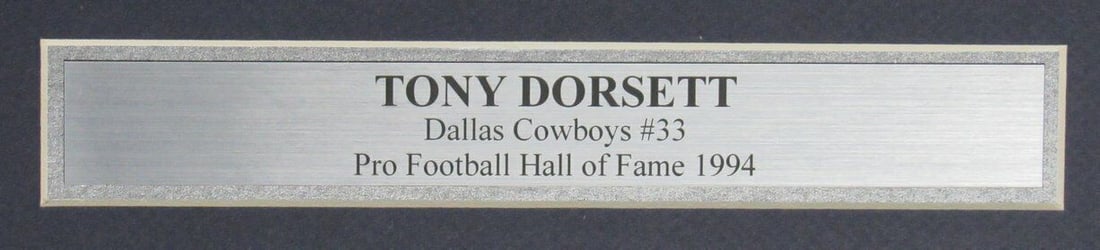 TONY DORSETT
Dallas Cowboys #33
Pro Football Hall of Fame 1994